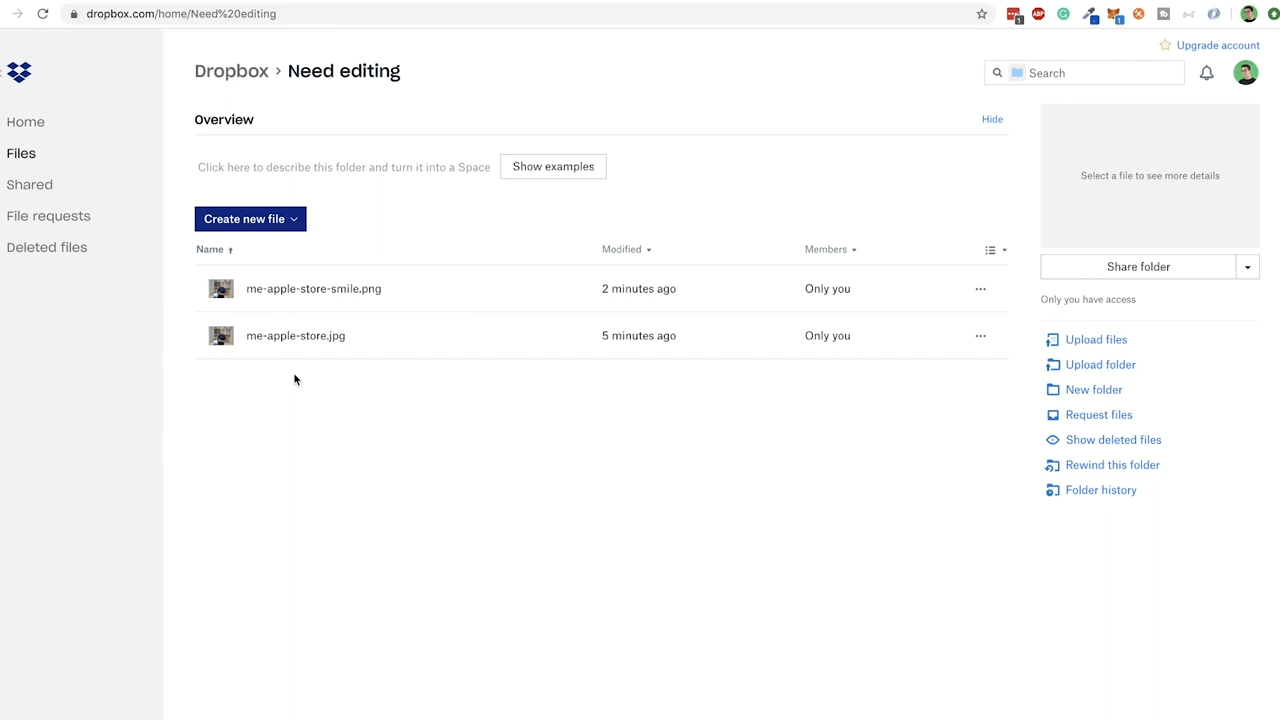 dropbox.com/home/Need%20editing
Upgrade account
Dropbox › Need editing
Search
Home
Files
Shared
File requests
Deleted files
Overview
Hide
Click here to describe this folder and turn it into a Space
Show examples
Select a file to see more details
Create new file
Name
Modified
Members
me-apple-store-smile.png
2 minutes ago
Only you
me-apple-store.jpg
5 minutes ago
Only you
Share folder
Only you have access
Upload files
Upload folder
New folder
Request files
Show deleted files
Rewind this folder
Folder history